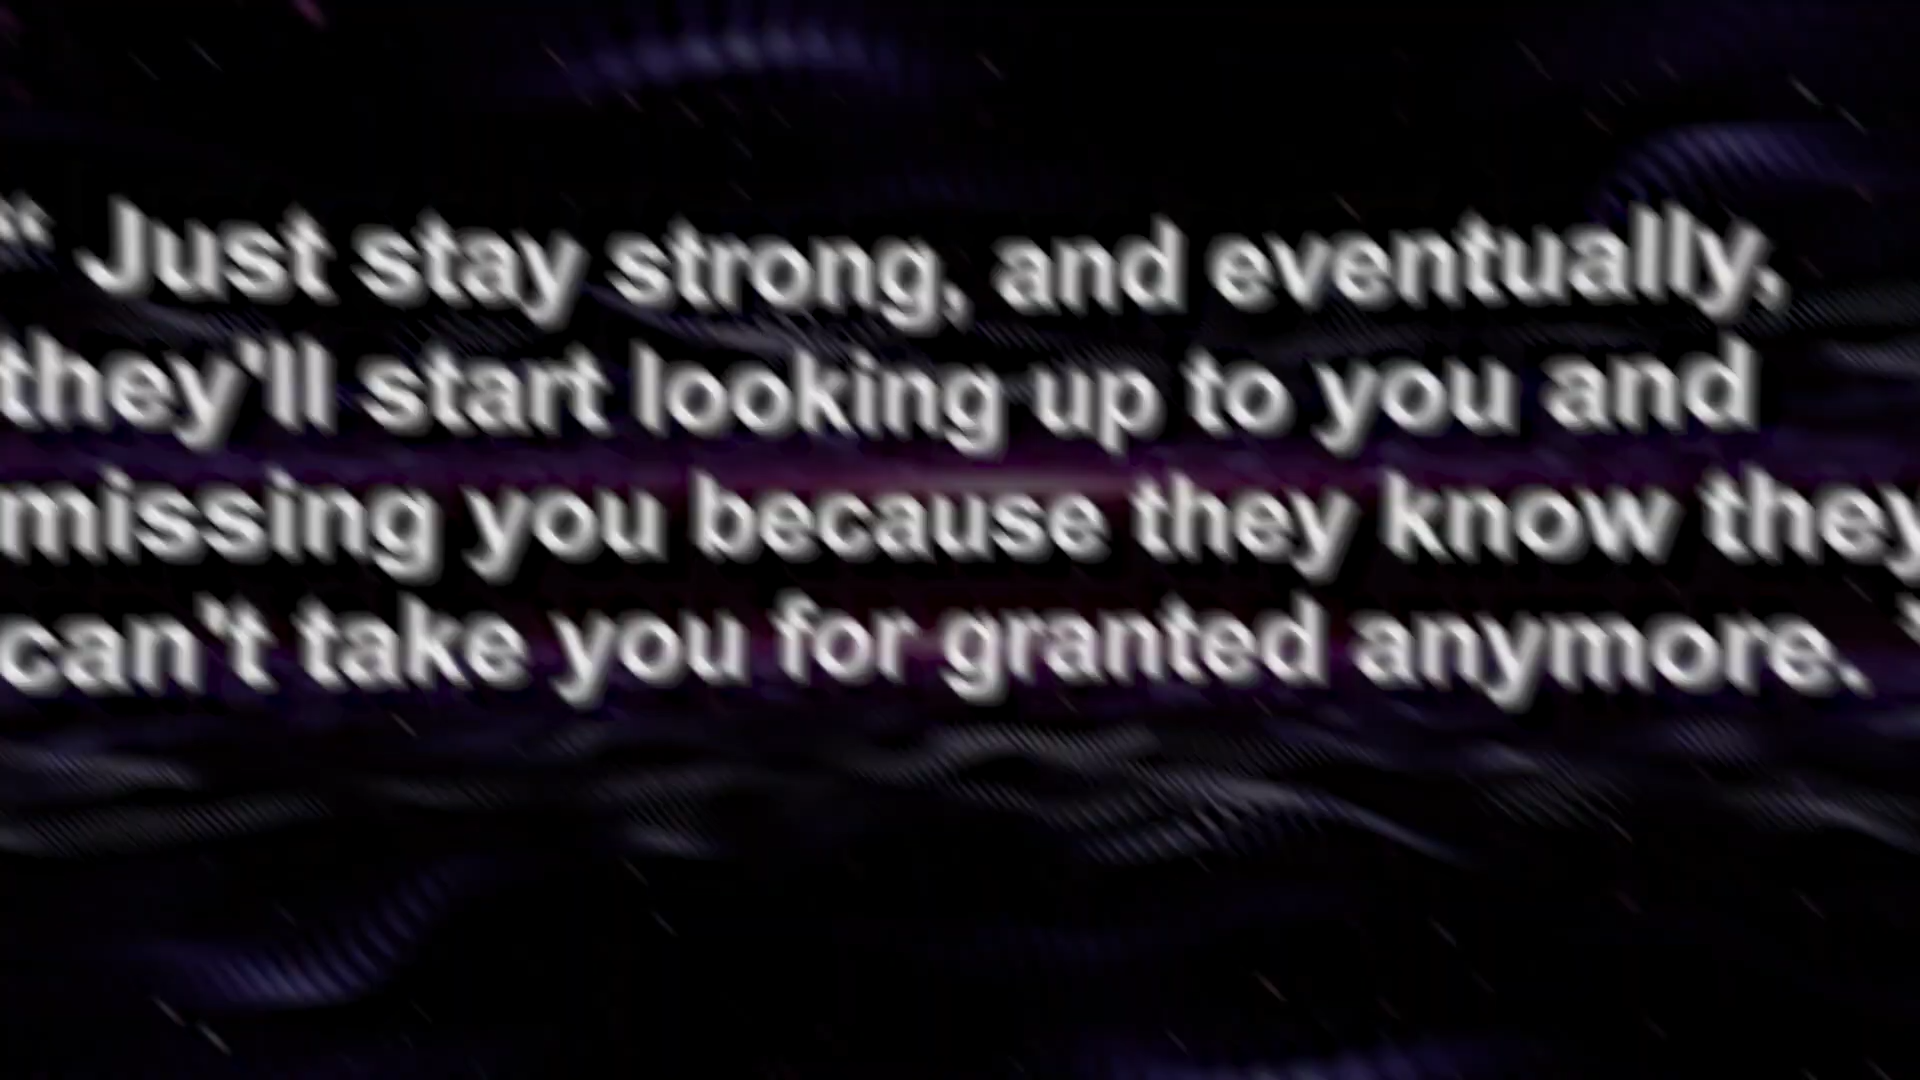 “ Just stay strong, and eventually,
they'll start looking up to you and
missing you because they know they
can't take you for granted anymore. "